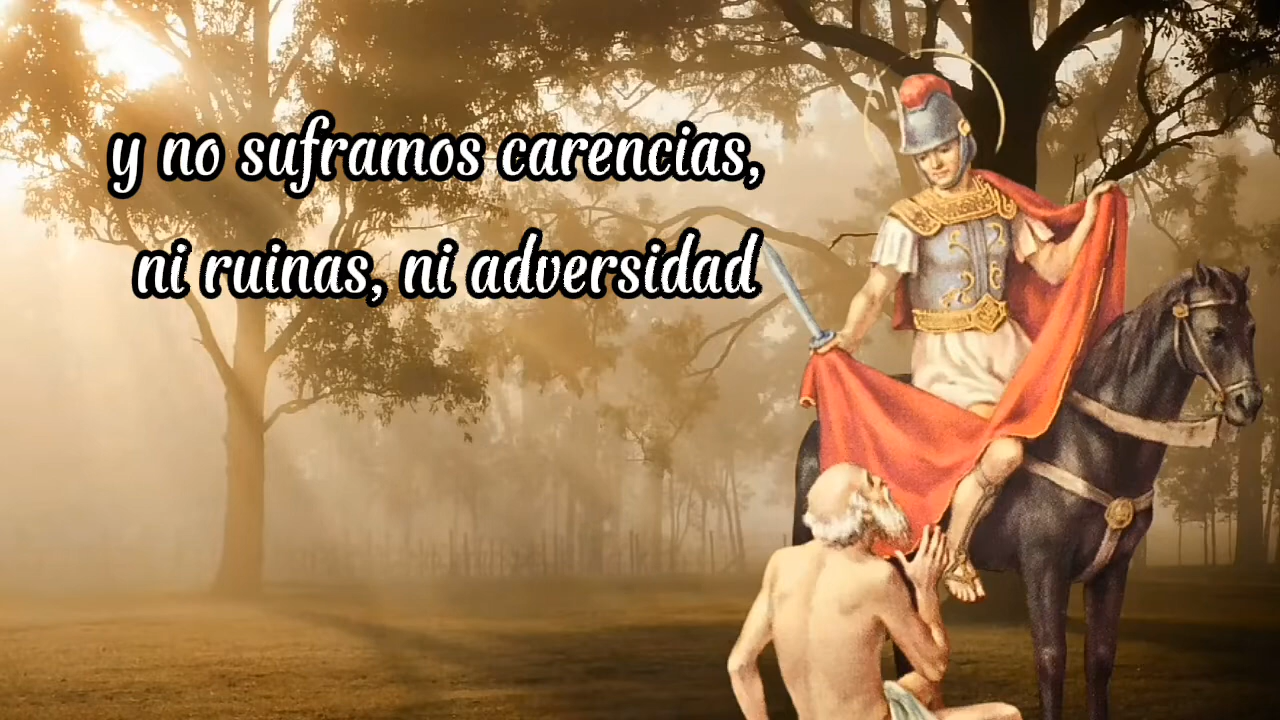 y no suframos carencias,
ni ruinas, ni adversidad